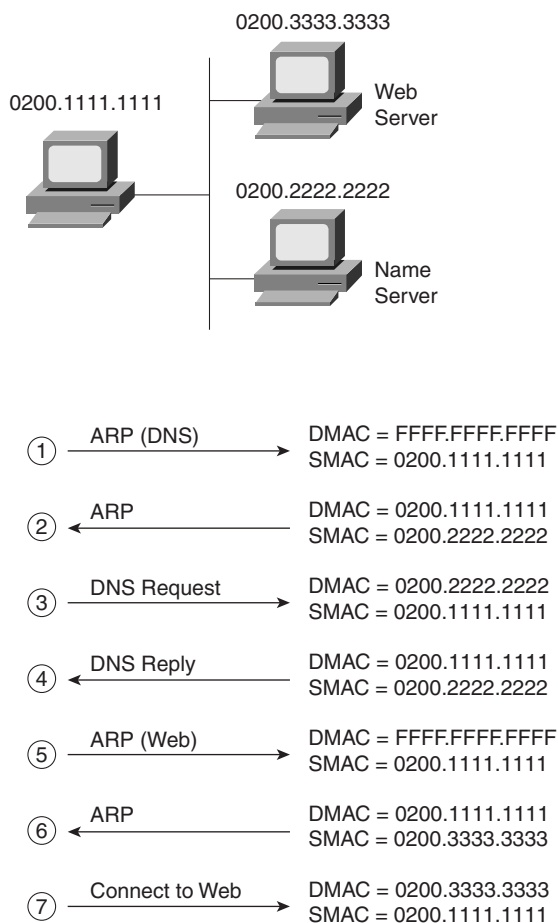 0200.3333.3333
Web
Server
0200.1111.1111
0200.2222.2222
Name
Server
1 ARP (DNS) DMAC = FFFF.FFFF.FFFF
SMAC = 0200.1111.1111
2 ARP DMAC = 0200.1111.1111
SMAC = 0200.2222.2222
3 DNS Request DMAC = 0200.2222.2222
SMAC = 0200.1111.1111
4 DNS Reply DMAC = 0200.1111.1111
SMAC = 0200.2222.2222
5 ARP (Web) DMAC = FFFF.FFFF.FFFF
SMAC = 0200.1111.1111
6 ARP DMAC = 0200.1111.1111
SMAC = 0200.3333.3333
7 Connect to Web DMAC = 0200.3333.3333
SMAC = 0200.1111.1111